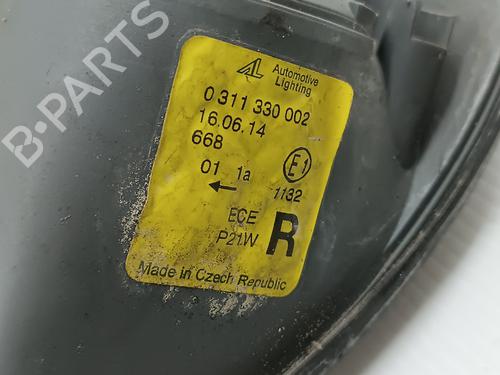 B-PARTS
AL Automotive
Lighting
0 311 330 002
16.06.14
668
01 1a E1
1132
ECE
P21W R
Made in Czech Republic